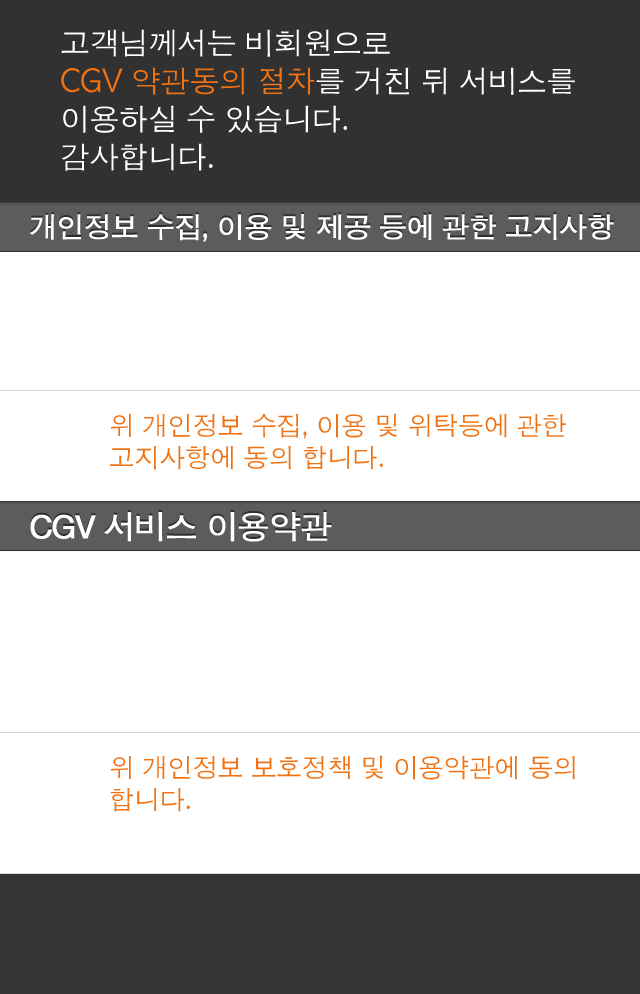 고객님께서는 비회원으로
CGV 약관동의 절차를 거친 뒤 서비스를
이용하실 수 있습니다.
감사합니다.
개인정보 수집, 이용 및 제공 등에 관한 고지사항
위 개인정보 수집, 이용 및 위탁등에 관한
고지사항에 동의 합니다.
CGV 서비스 이용약관
위 개인정보 보호정책 및 이용약관에 동의
합니다.